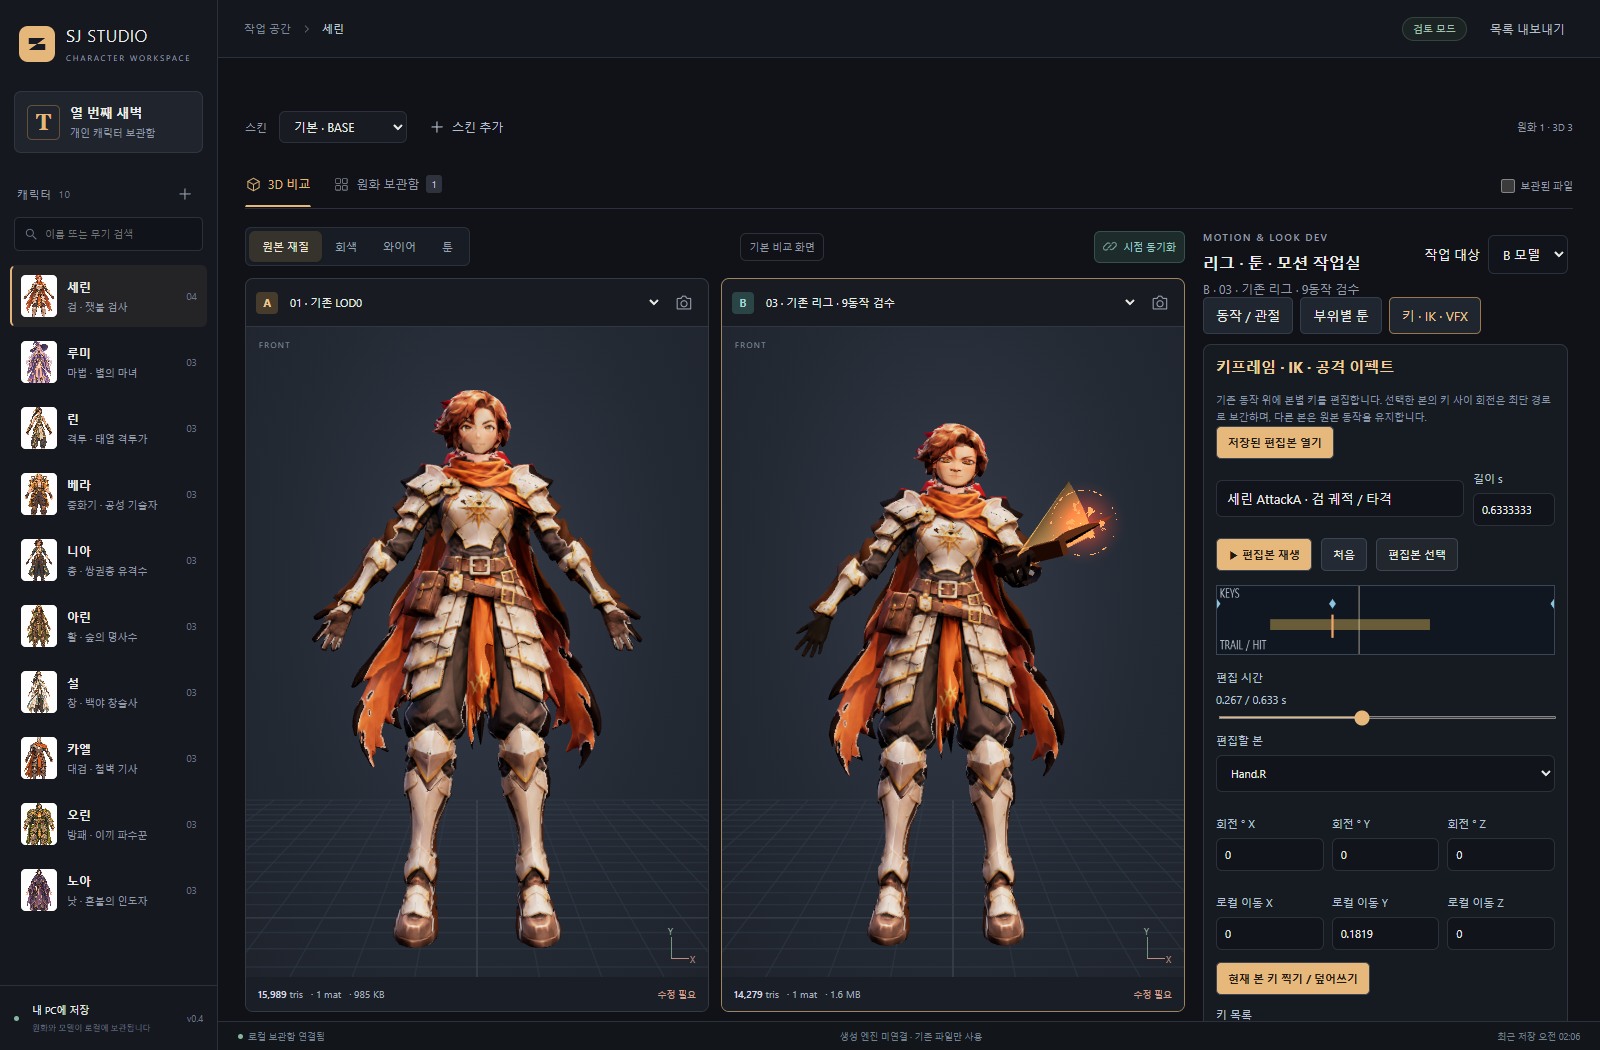 SJ STUDIO
CHARACTER WORKSPACE
T
열 번째 새벽
개인 캐릭터 보관함
캐릭터 10
이름 또는 무기 검색
세린
검 · 잿불 검사
04
루미
마법 · 별의 마녀
03
린
격투 · 태엽 격투가
03
베라
중화기 · 공성 기술자
03
니아
총 · 쌍권총 유격수
03
아린
활 · 숲의 명사수
03
설
창 · 백야 창술사
03
카엘
대검 · 철벽 기사
03
오린
방패 · 이끼 파수꾼
03
노아
낫 · 혼불의 인도자
03
내 PC에 저장
원화와 모델이 로컬에 보관됩니다
v0.4
작업 공간 > 세린
검토 모드
목록 내보내기
스킨
기본 · BASE
+ 스킨 추가
원화 1 · 3D 3
3D 비교
원화 보관함 1
보관된 파일
원본 재질
회색
와이어
툰
기본 비교 화면
시점 동기화
A 01 · 기존 LOD0
FRONT
Y
X
15,989 tris · 1 mat · 985 KB
수정 필요
B 03 · 기존 리그 · 9동작 검수
FRONT
Y
X
14,279 tris · 1 mat · 1.6 MB
수정 필요
MOTION & LOOK DEV
리그 · 툰 · 모션 작업실
B · 03 · 기존 리그 · 9동작 검수
작업 대상
B 모델
동작 / 관절
부위별 툰
키 · IK · VFX
키프레임 · IK · 공격 이펙트
기존 동작 위에 본별 키를 편집합니다. 선택한 본의 키 사이 회전은 최단 경로
로 보간하며, 다른 본은 원본 동작을 유지합니다.
저장된 편집본 열기
세린 AttackA · 검 궤적 / 타격
길이 s
0.6333333
▶ 편집본 재생
처음
편집본 선택
KEYS
TRAIL / HIT
편집 시간
0.267 / 0.633 s
편집할 본
Hand.R
회전 ° X
회전 ° Y
회전 ° Z
0
0
0
로컬 이동 X
로컬 이동 Y
로컬 이동 Z
0
0.1819
0
현재 본 키 찍기 / 덮어쓰기
키 목록
로컬 보관함 연결됨
생성 엔진 미연결 · 기존 파일만 사용
최근 저장 오전 02:06